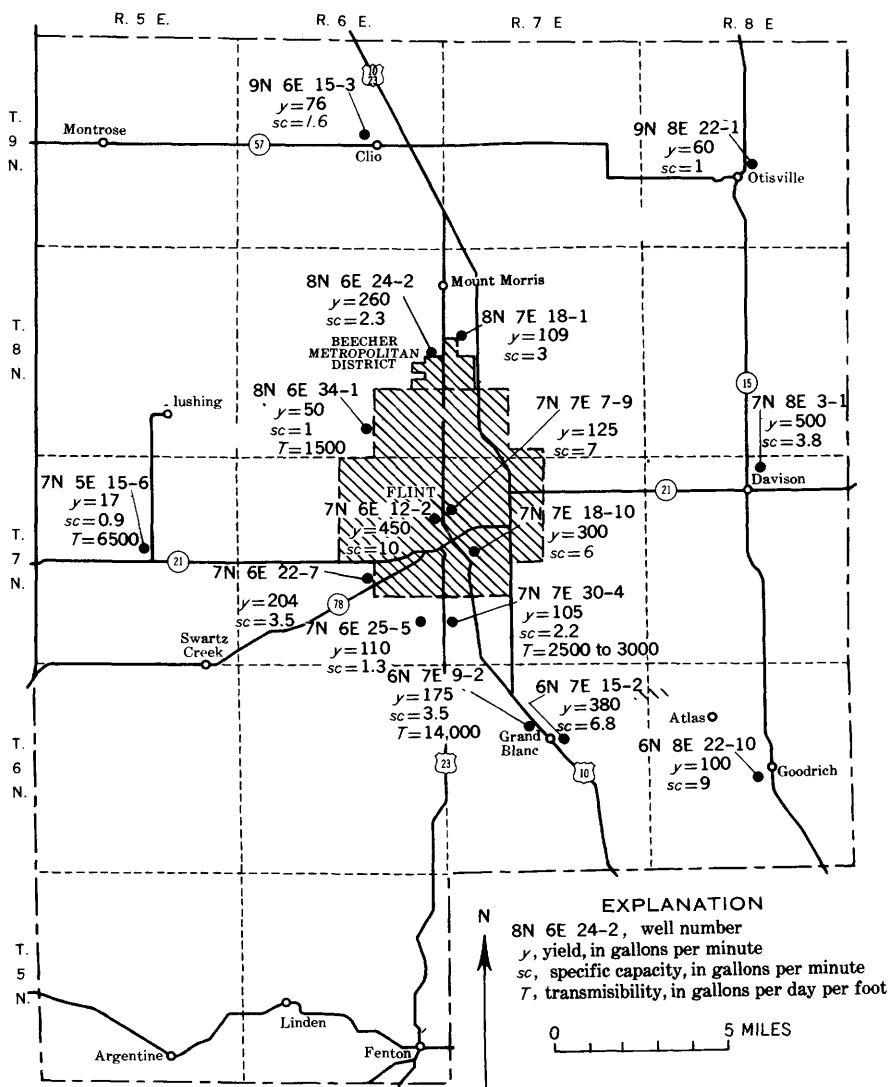 R. 5 E.
R. 6 E.
R. 7 E
R. 8 E
T.
9
N.
T.
8
N.
T.
7
N.
T.
6
N.
T.
5
N.
10
23
9N 6E 15-3
y=76
sc=1.6
Montrose
57
Clio
9N 8E 22-1
y=60
sc=1
Otisville
8N 6E 24-2
y=260
sc=2.3
Mount Morris
8N 7E 18-1
y=109
sc=3
BEECHER
METROPOLITAN
DISTRICT
15
8N 6E 34-1
y=50
sc=1
T=1500
lushing
7N 7E 7-9
y=125
sc=7
7N 8E 3-1
y=500
sc=3.8
Davison
7N 5E 15-6
y=17
sc=0.9
T=6500
FLINT
7N 6E 12-2
y=450
sc=10
21
7N 7E 18-10
y=300
sc=6
21
7N 6E 22-7
y=204
sc=3.5
78
7N 7E 30-4
y=105
sc=2.2
T=2500 to 3000
7N 6E 25-5
y=110
sc=1.3
Swartz
Creek
6N 7E 9-2
y=175
sc=3.5
T=14,000
6N 7E 15-2
y=380
sc=6.8
Grand
Blanc
Atlas
6N 8E 22-10
y=100
sc=9
Goodrich
23
10
Linden
Argentine
Fenton
N
EXPLANATION
8N 6E 24-2, well number
y, yield, in gallons per minute
sc, specific capacity, in gallons per minute
T, transmisibility, in gallons per day per foot
0 5 MILES